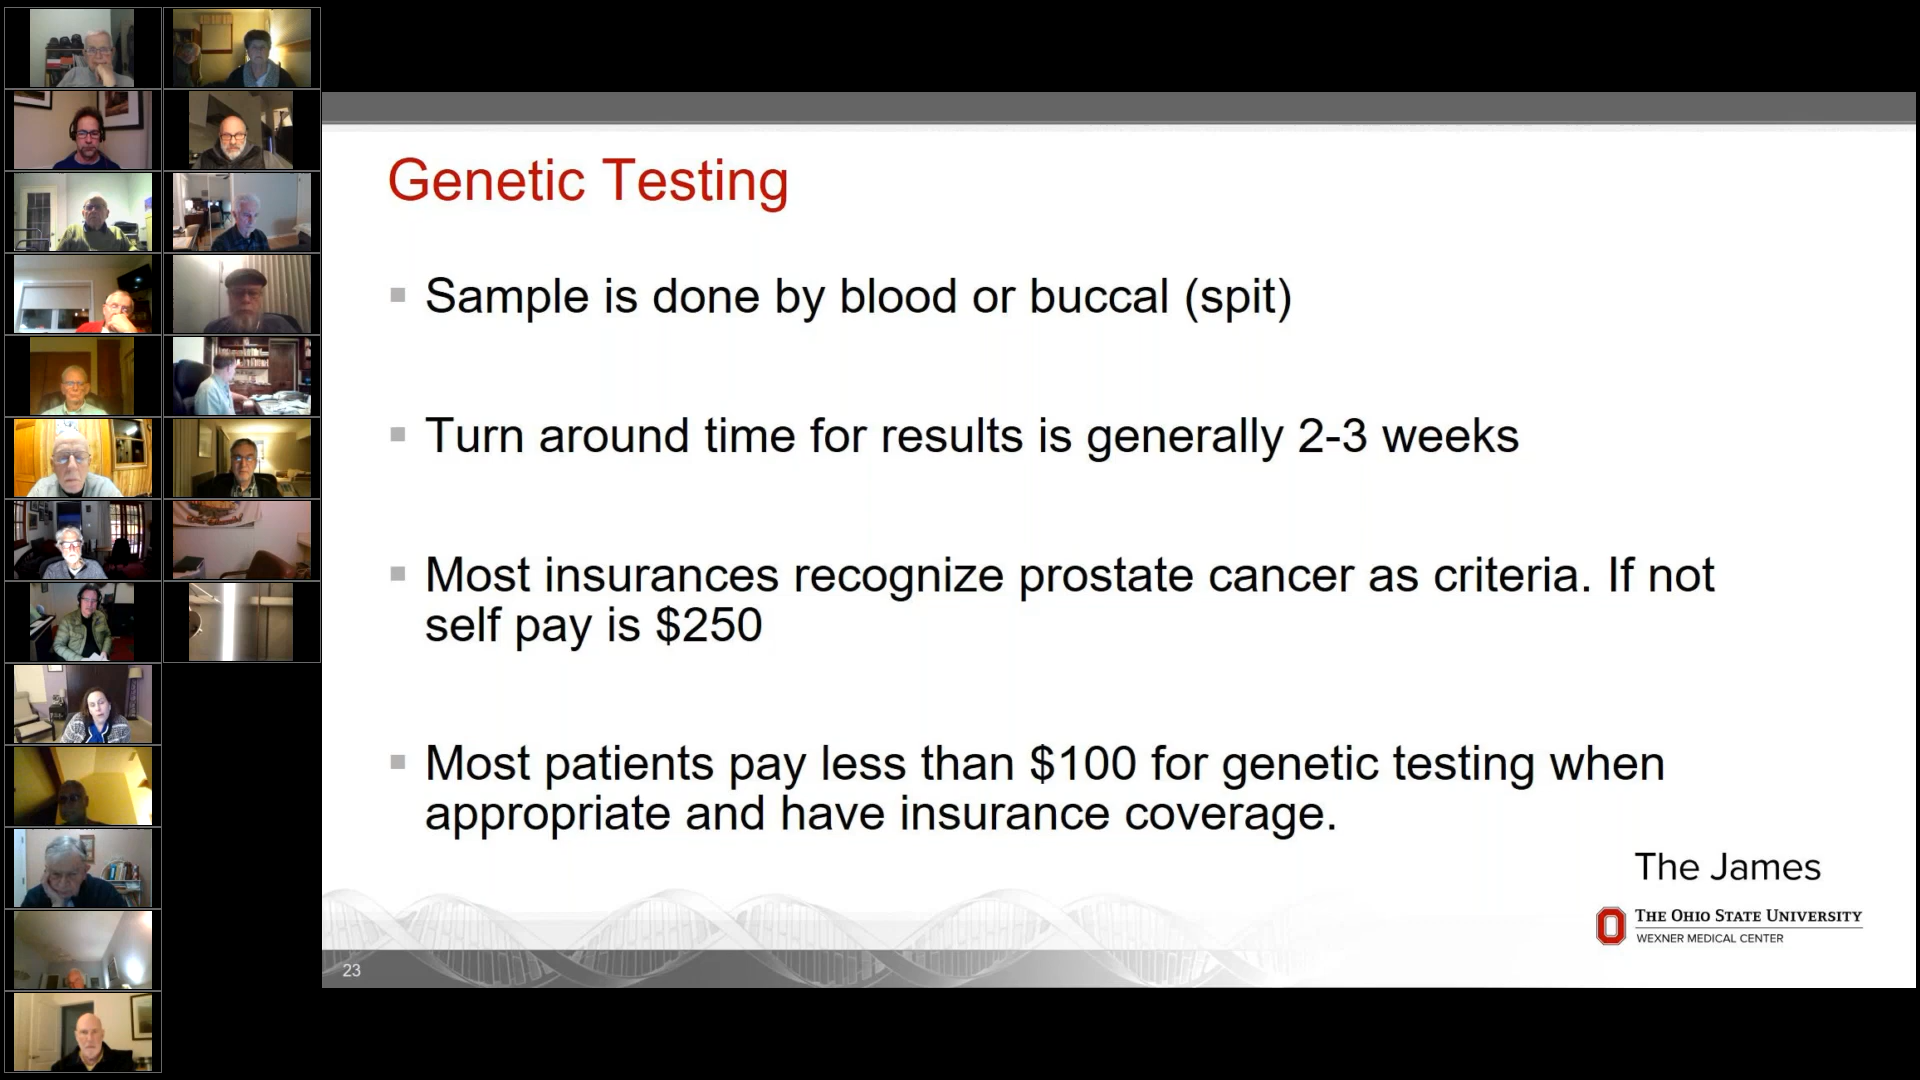 Genetic Testing
Sample is done by blood or buccal (spit)
Turn around time for results is generally 2-3 weeks
Most insurances recognize prostate cancer as criteria. If not
self pay is $250
Most patients pay less than $100 for genetic testing when
appropriate and have insurance coverage.
The James
THE OHIO STATE UNIVERSITY
WEXNER MEDICAL CENTER
23